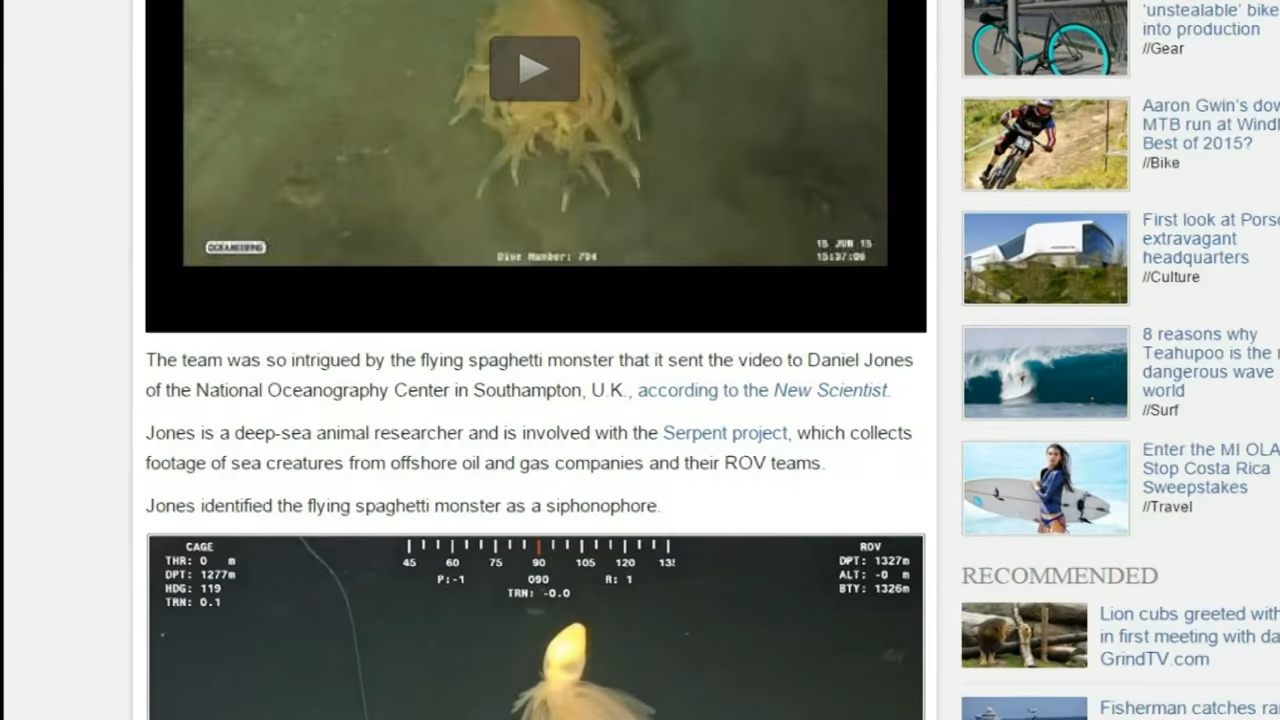 OCEANEERING
15 JUN 15
15:37:06
Dive Number: 794
The team was so intrigued by the flying spaghetti monster that it sent the video to Daniel Jones
of the National Oceanography Center in Southampton, U.K., according to the New Scientist.
Jones is a deep-sea animal researcher and is involved with the Serpent project, which collects
footage of sea creatures from offshore oil and gas companies and their ROV teams.
Jones identified the flying spaghetti monster as a siphonophore.
CAGE
THR: 0 m
DPT: 1277m
HDG: 119
TRN: 0.1
45 60 75 90 105 120 13
P:-1 090 R: 1
TRN: -0.0
ROV
DPT: 1327m
ALT: -0 m
BTY: 1326m
'unstealable' bike
into production
//Gear
Aaron Gwin's dow
MTB run at Wind
Best of 2015?
//Bike
First look at Pors
extravagant
headquarters
//Culture
8 reasons why
Teahupoo is the
dangerous wave
world
//Surf
Enter the MI OLA
Stop Costa Rica
Sweepstakes
//Travel
RECOMMENDED
Lion cubs greeted with
in first meeting with da
GrindTV.com
Fisherman catches ra